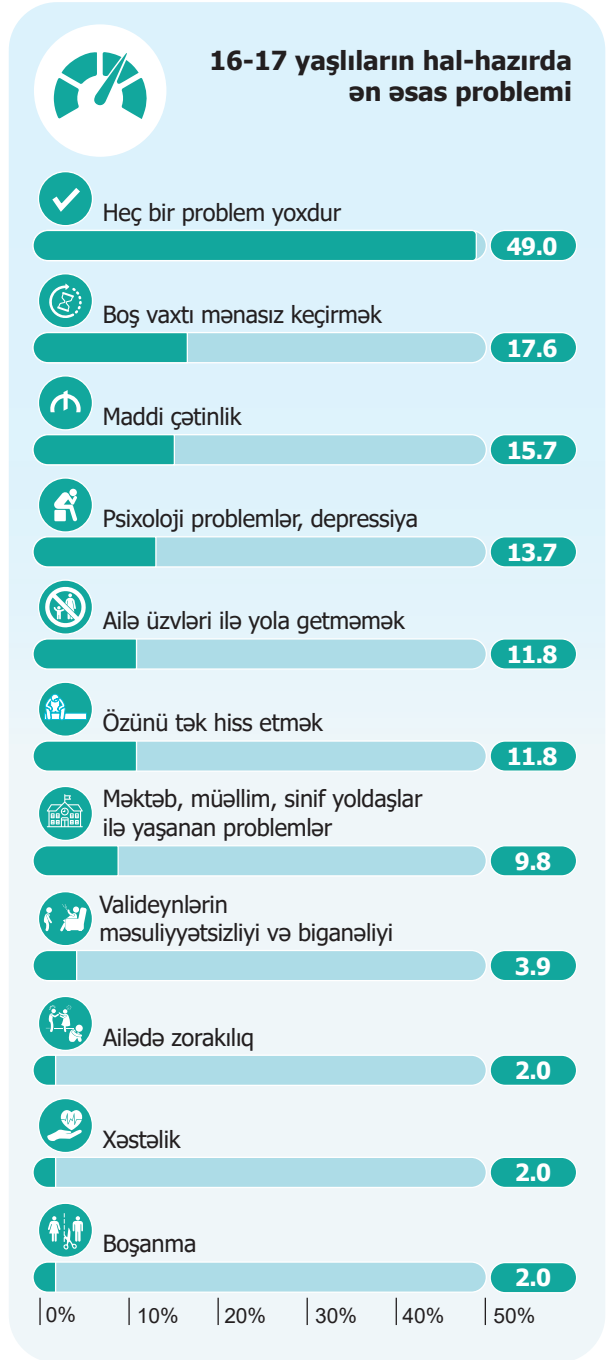 16-17 yaşlıların hal-hazırda
ən əsas problemi
Heç bir problem yoxdur
49.0
Boş vaxtı mənasız keçirmək
17.6
Maddi çətinlik
15.7
Psixoloji problemlər, depressiya
13.7
Ailə üzvləri ilə yola getməmək
11.8
Özünü tək hiss etmək
11.8
Məktəb, müəllim, sinif yoldaşlar
ilə yaşanan problemlər
9.8
Valideynlərin
məsuliyyətsizliyi və biganəliyi
3.9
Ailədə zorakılıq
2.0
Xəstəlik
2.0
Boşanma
2.0
0% 10% 20% 30% 40% 50%